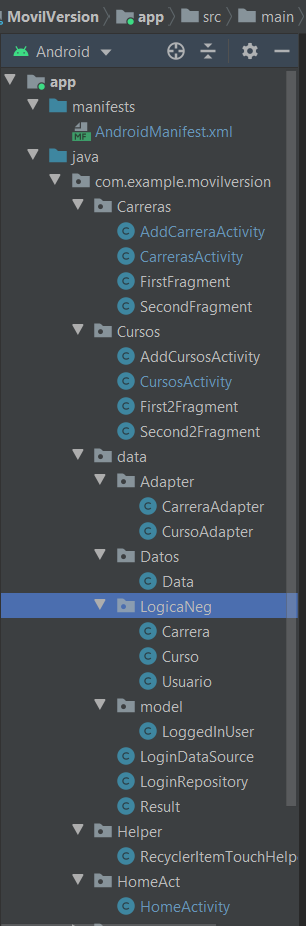 MovilVersion app src main
Android
app
manifests
AndroidManifest.xml
java
com.example.movilversion
Carreras
AddCarreraActivity
CarrerasActivity
FirstFragment
SecondFragment
Cursos
AddCursosActivity
CursosActivity
First2Fragment
Second2Fragment
data
Adapter
CarreraAdapter
CursoAdapter
Datos
Data
LogicaNeg
Carrera
Curso
Usuario
model
LoggedInUser
LoginDataSource
LoginRepository
Result
Helper
RecyclerItemTouchHelp
HomeAct
HomeActivity